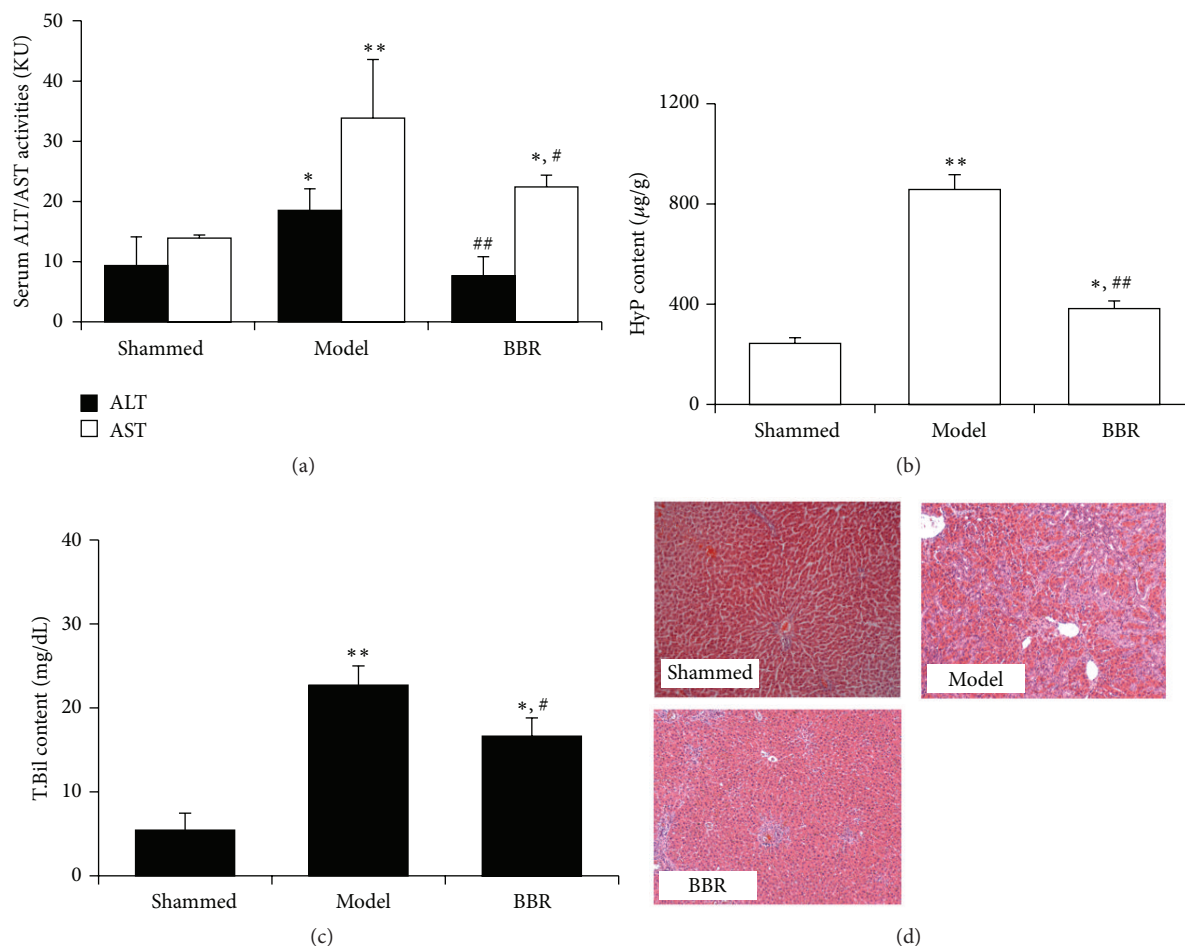 50
40
30
20
10
0
Serum ALT/AST activities (KU)
*
**
##
*, #
Shammed
Model
BBR
ALT
AST
(a)
1200
800
400
0
HyP content (μg/g)
**
*, ##
Shammed
Model
BBR
(b)
40
30
20
10
0
T.Bil content (mg/dL)
**
*, #
Shammed
Model
BBR
(c)
Shammed
Model
BBR
(d)